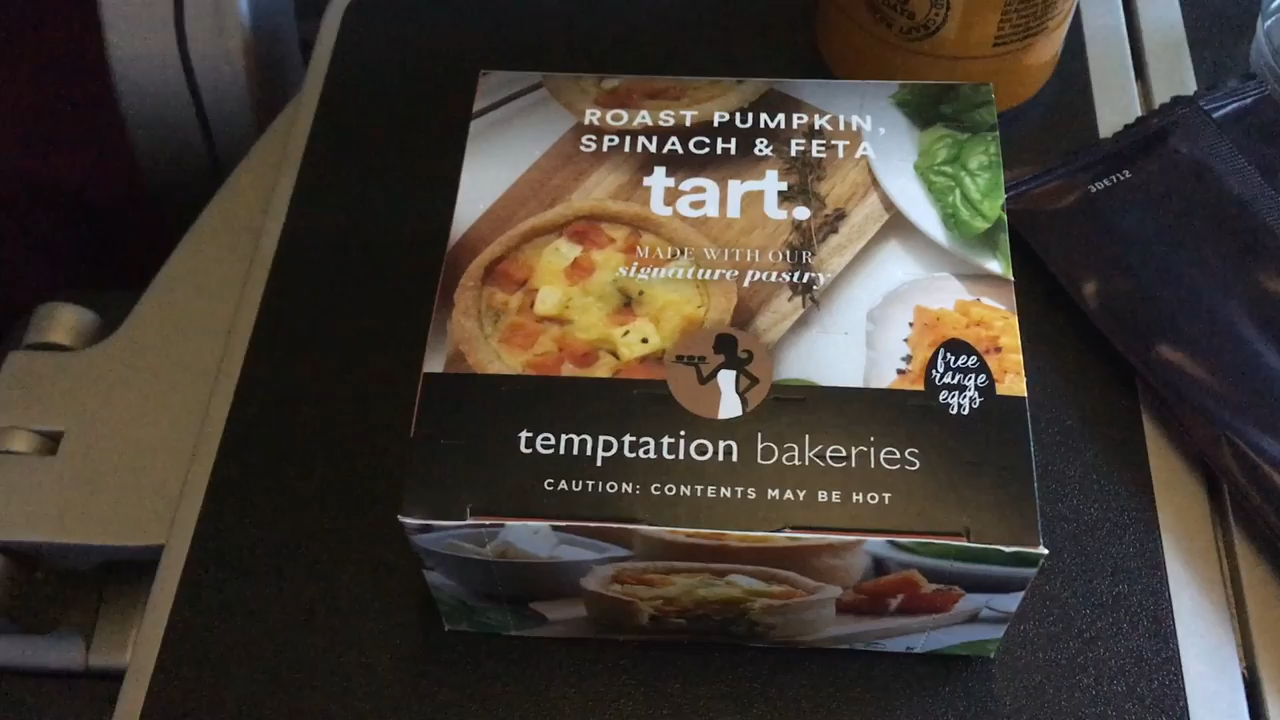 ROAST PUMPKIN,
SPINACH & FETA
tart.
MADE WITH OUR
signature pastry
free
range
eggs
temptation bakeries
CAUTION: CONTENTS MAY BE HOT
3DE712